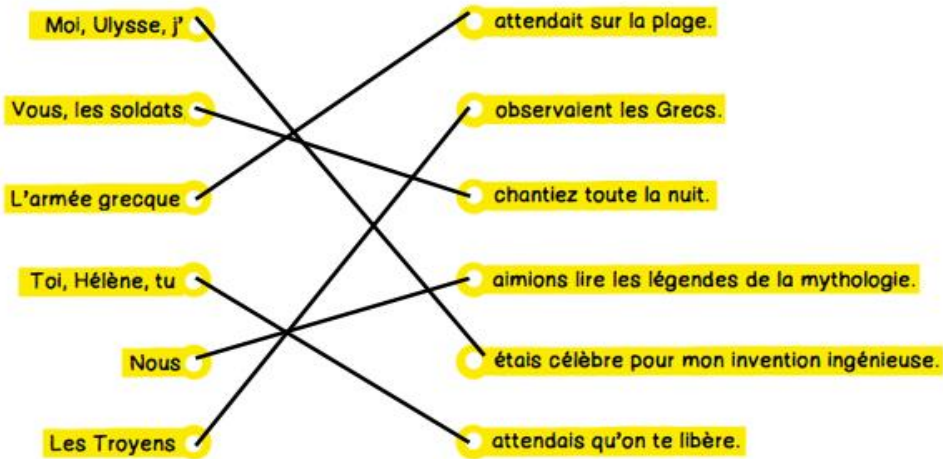 Moi, Ulysse, j'
attendait sur la plage.
Vous, les soldats
observaient les Grecs.
L'armée grecque
chantiez toute la nuit.
Toi, Hélène, tu
aimions lire les légendes de la mythologie.
Nous
étais célèbre pour mon invention ingénieuse.
Les Troyens
attendais qu'on te libère.